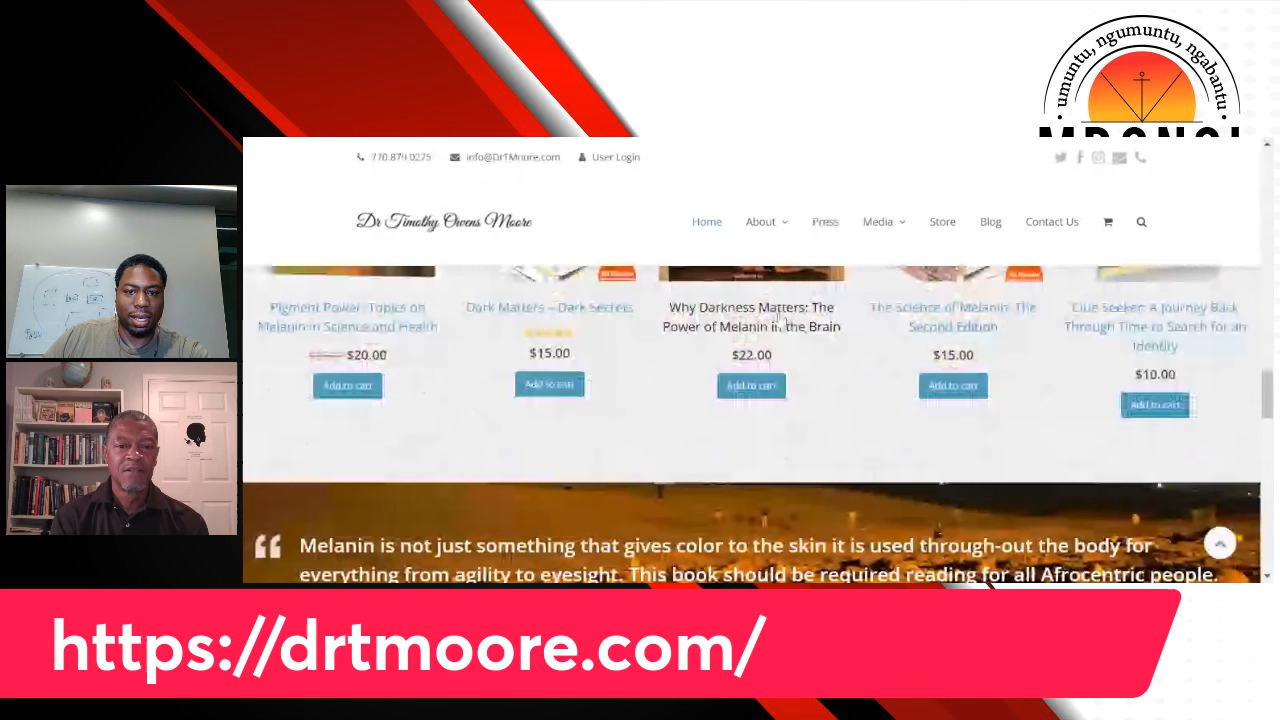 umuntu, ngumuntu, ngabantu
info@DrTMoore.com
User Login
Dr Timothy Owens Moore
Home
About
Press
Media
Store
Blog
Contact Us
Pigment Power: Topics on
Melanin in Science and Health
$20.00
Add to cart
Dark Matters – Dark Secrets
$15.00
Add to cart
Why Darkness Matters: The
Power of Melanin in the Brain
$22.00
Add to cart
The Science of Melanin: The
Second Edition
$15.00
Add to cart
Clue Seeker: A Journey Back
Through Time to Search for an
Identity
$10.00
Add to cart
“ Melanin is not just something that gives color to the skin it is used through-out the body for
everything from agility to eyesight. This book should be required reading for all Afrocentric people.
https://drtmoore.com/